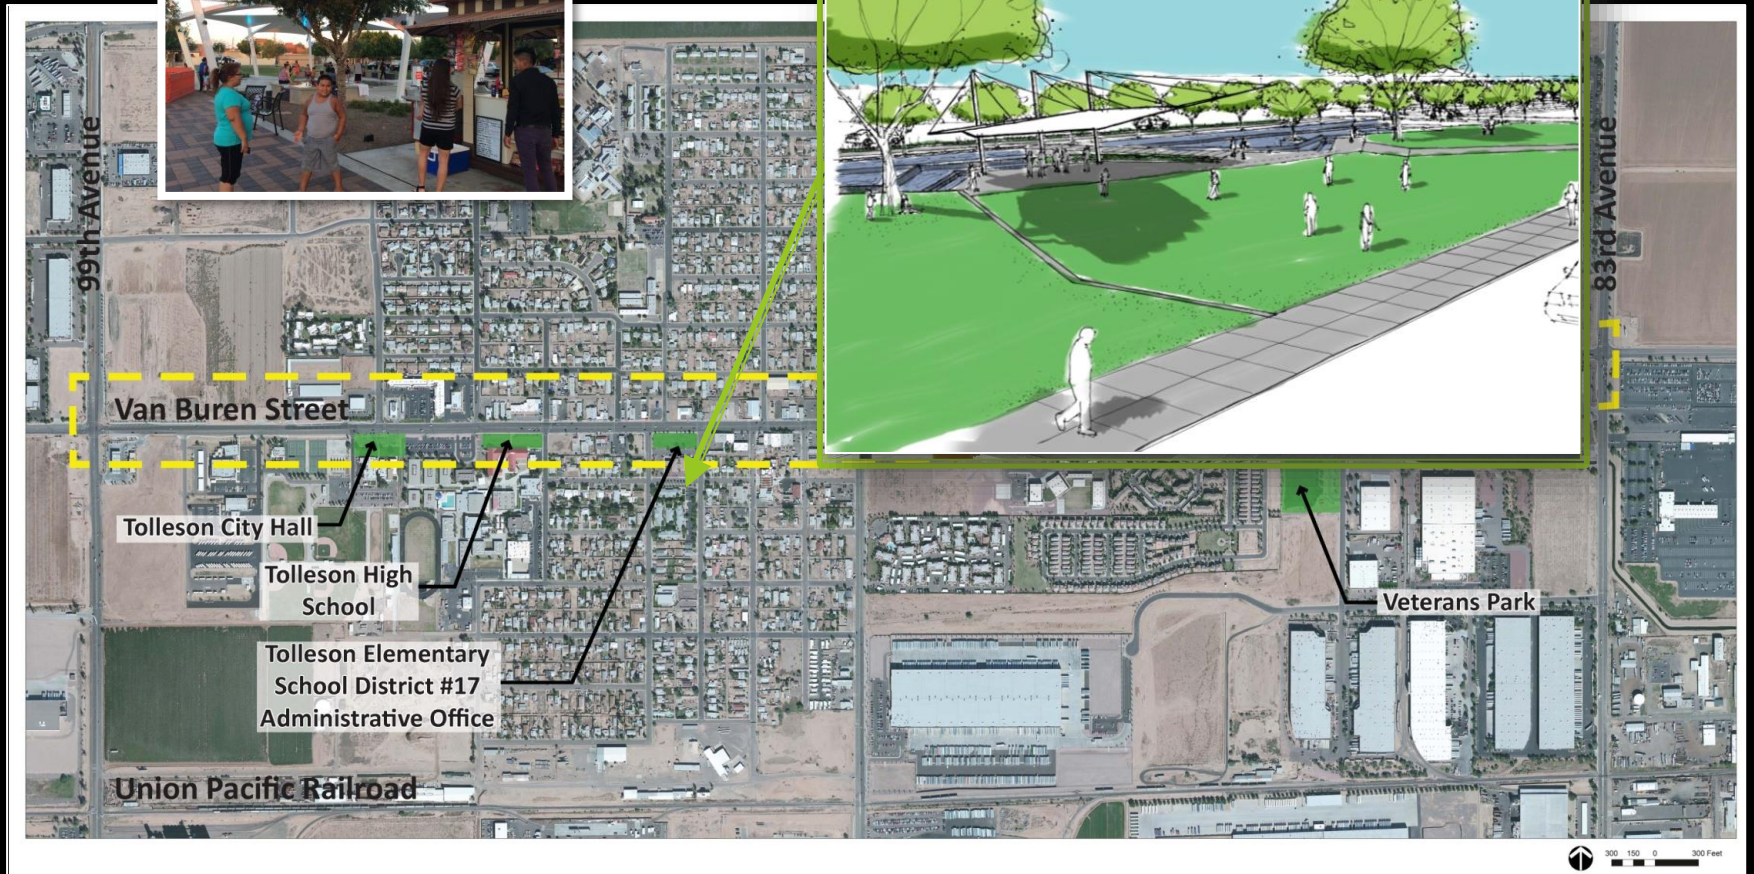 99th Avenue
83rd Avenue
Van Buren Street
Tolleson City Hall
Tolleson High
School
Tolleson Elementary
School District #17
Administrative Office
Veterans Park
Union Pacific Railroad
300 150 0 300 Feet